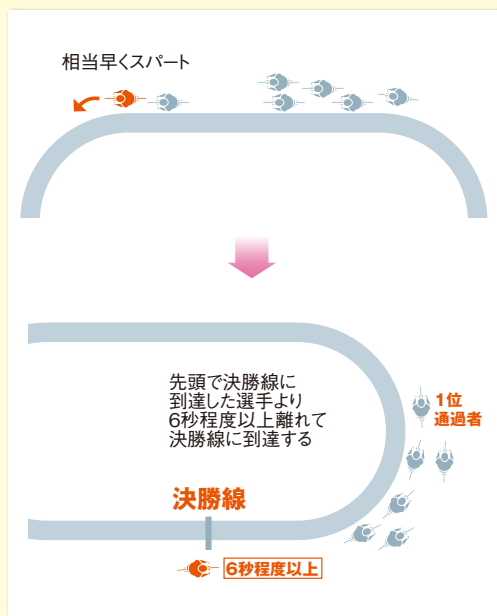 相当早くスパート
先頭で決勝線に
到達した選手より
6秒程度以上離れて
決勝線に到達する
1位
通過者
決勝線
6秒程度以上